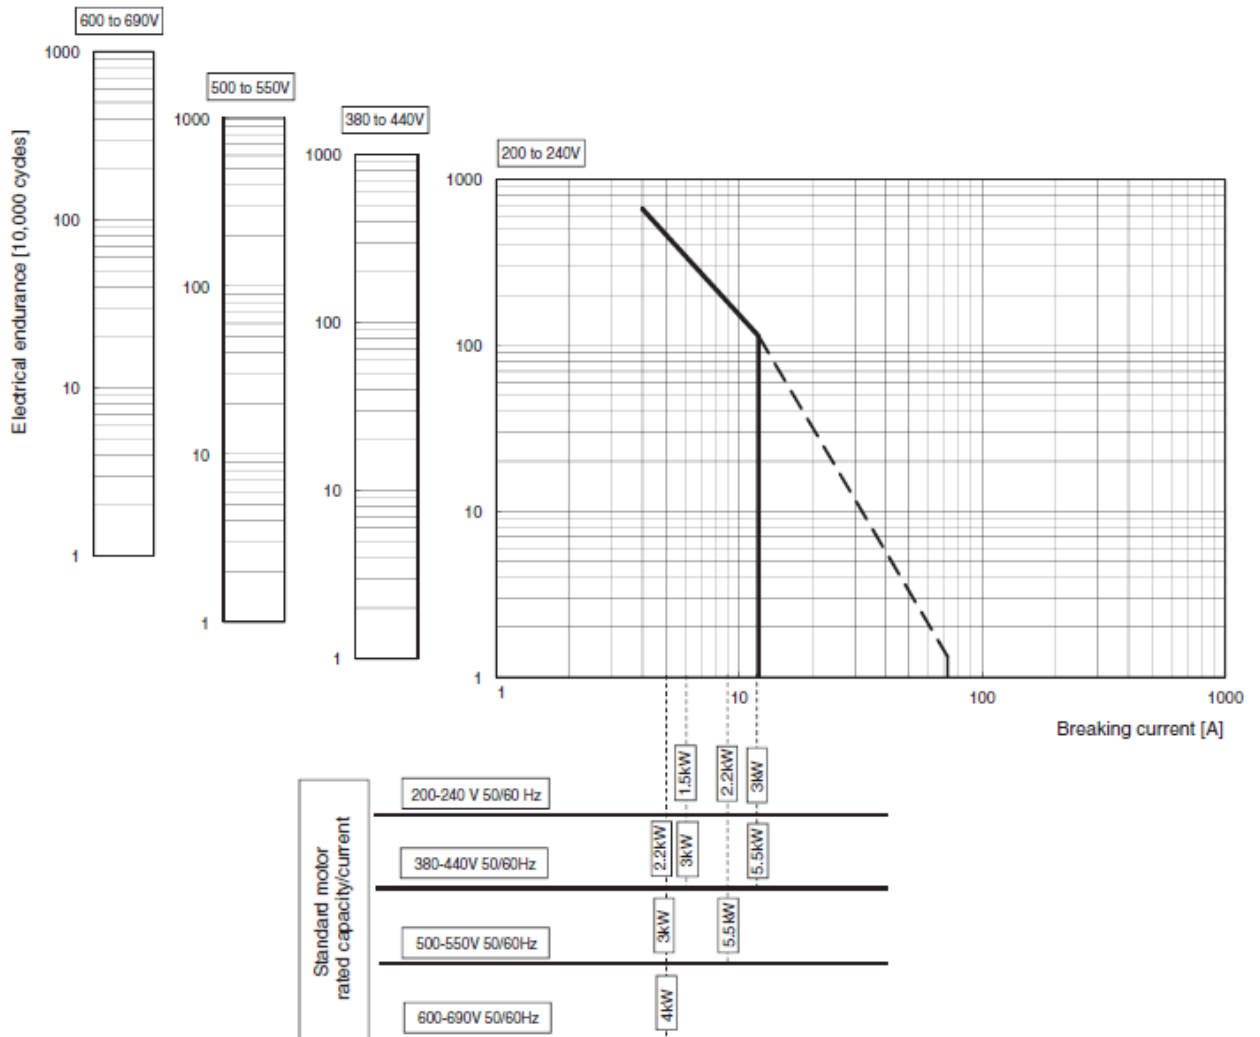 600 to 690V
500 to 550V
380 to 440V
200 to 240V
Electrical endurance [10,000 cycles]
1000
100
10
1
1000
100
10
1
1000
100
10
1
1000
100
10
1
1
10
100
1000
Breaking current [A]
Standard motor
rated capacity/current
200-240 V 50/60 Hz
1.5kW
2.2kW
3kW
380-440V 50/60Hz
2.2kW
3kW
5.5kW
500-550V 50/60Hz
3kW
5.5kW
600-690V 50/60Hz
4kW